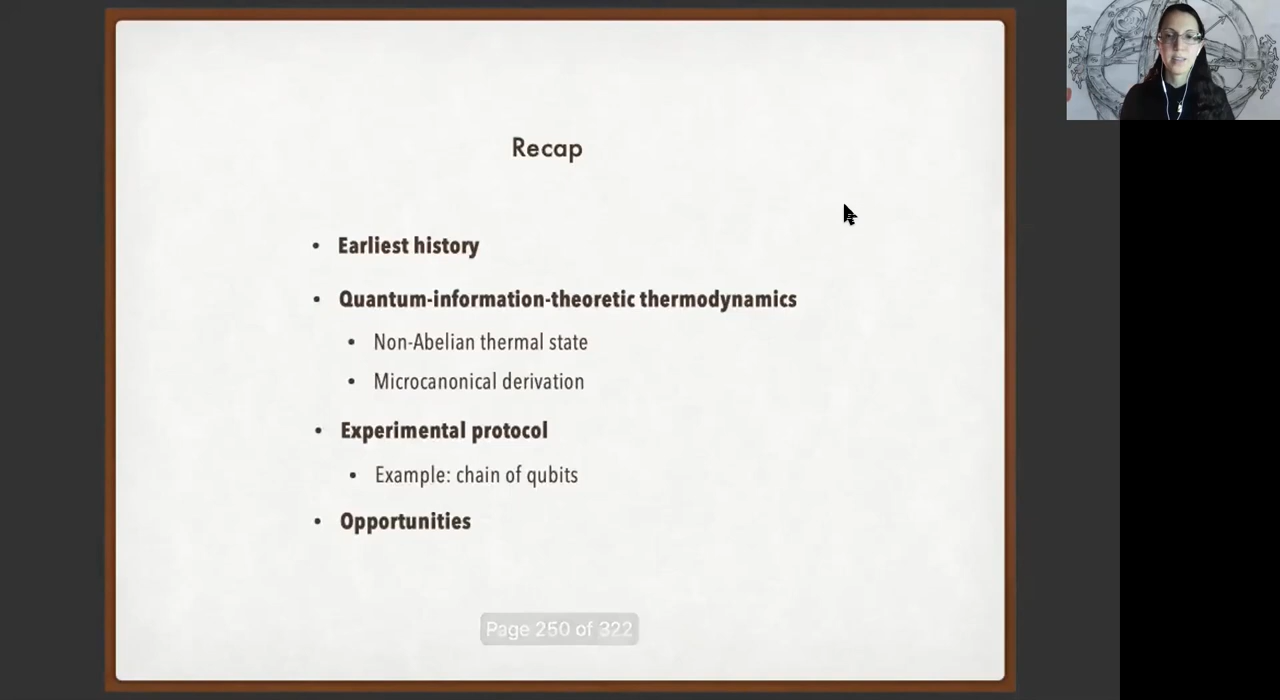 Recap
• Earliest history
• Quantum-information-theoretic thermodynamics
• Non-Abelian thermal state
• Microcanonical derivation
• Experimental protocol
• Example: chain of qubits
• Opportunities
Page 250 of 322